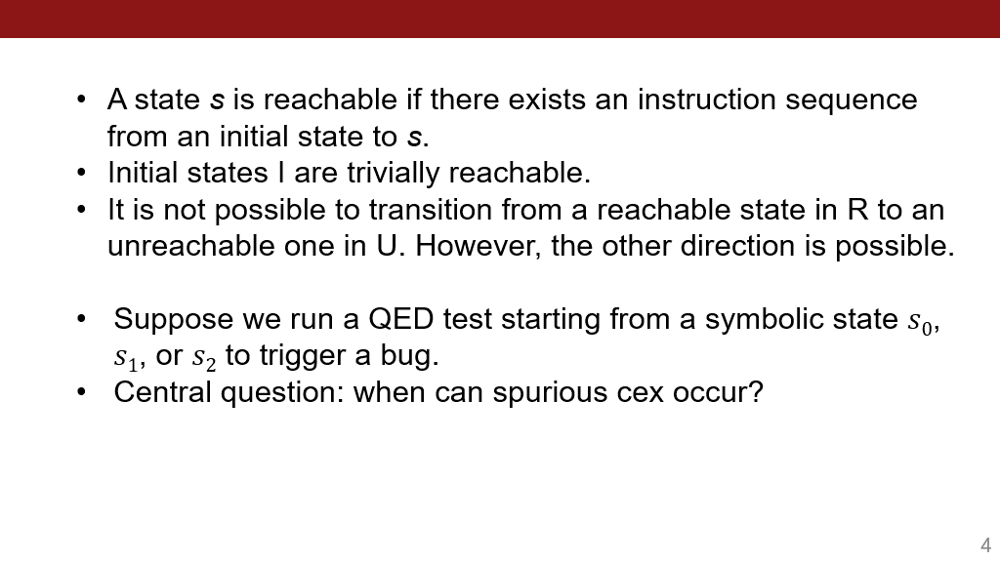 • A state s is reachable if there exists an instruction sequence
from an initial state to s.
• Initial states I are trivially reachable.
• It is not possible to transition from a reachable state in R to an
unreachable one in U. However, the other direction is possible.
• Suppose we run a QED test starting from a symbolic state s₀,
s₁, or s₂ to trigger a bug.
• Central question: when can spurious cex occur?
4